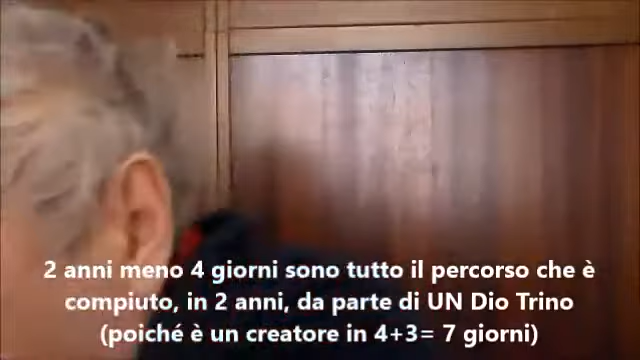 2 anni meno 4 giorni sono tutto il percorso che è
compiuto, in 2 anni, da parte di UN Dio Trino
(poiché è un creatore in 4+3= 7 giorni)